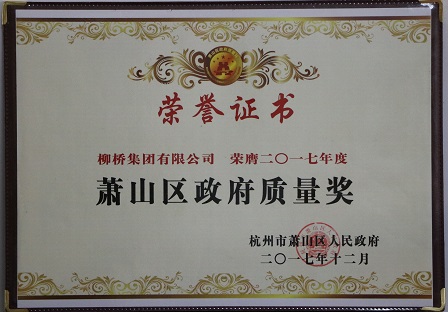 荣誉证书
柳桥集团有限公司 荣膺二〇一七年度
萧山区政府质量奖
杭州市萧山区人民政府
二〇一七年十二月